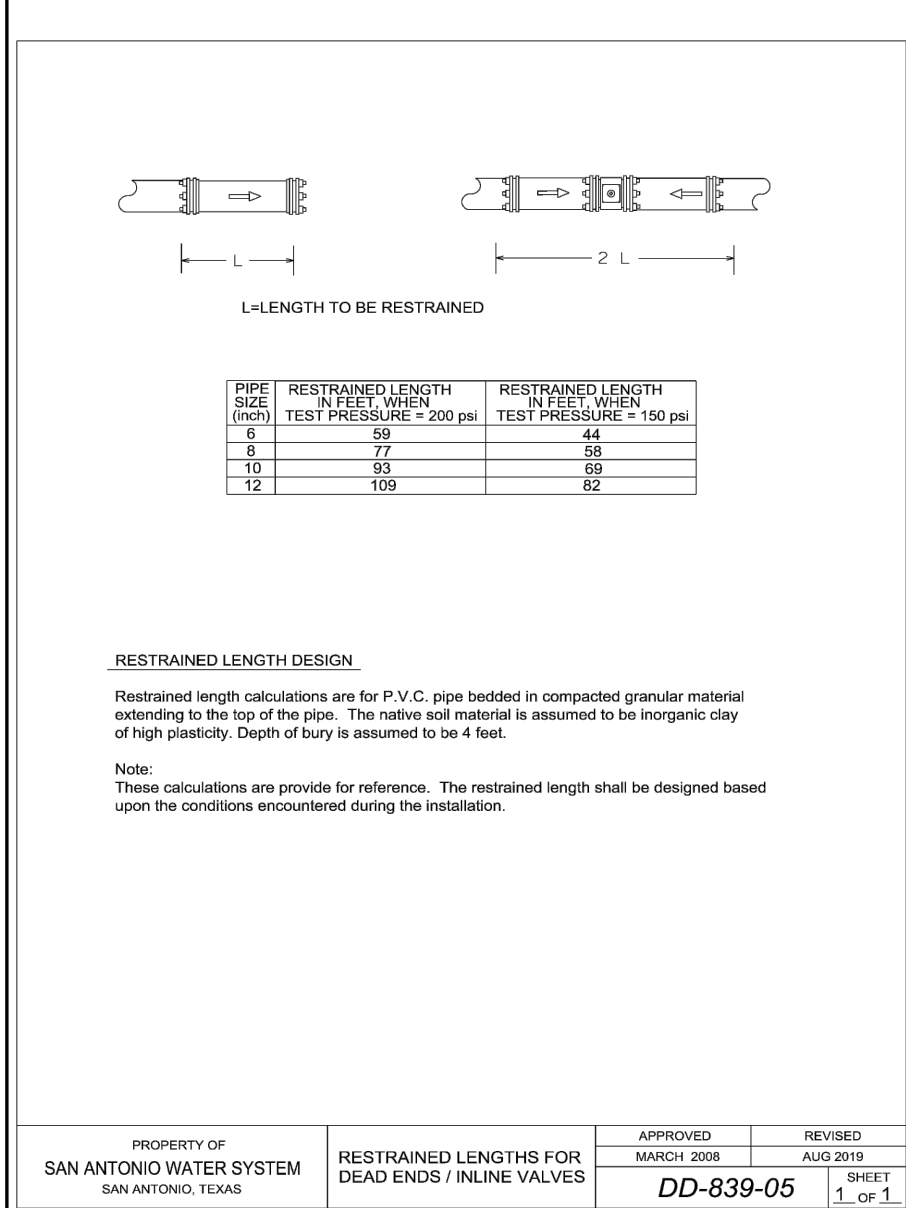 L
2 L
L=LENGTH TO BE RESTRAINED
PIPE SIZE (inch) RESTRAINED LENGTH IN FEET, WHEN TEST PRESSURE = 200 psi RESTRAINED LENGTH IN FEET, WHEN TEST PRESSURE = 150 psi
6 59 44
8 77 58
10 93 69
12 109 82
RESTRAINED LENGTH DESIGN
Restrained length calculations are for P.V.C. pipe bedded in compacted granular material
extending to the top of the pipe. The native soil material is assumed to be inorganic clay
of high plasticity. Depth of bury is assumed to be 4 feet.
Note:
These calculations are provide for reference. The restrained length shall be designed based
upon the conditions encountered during the installation.
PROPERTY OF
SAN ANTONIO WATER SYSTEM
SAN ANTONIO, TEXAS
RESTRAINED LENGTHS FOR
DEAD ENDS / INLINE VALVES
APPROVED REVISED
MARCH 2008 AUG 2019
DD-839-05
SHEET
1 OF 1